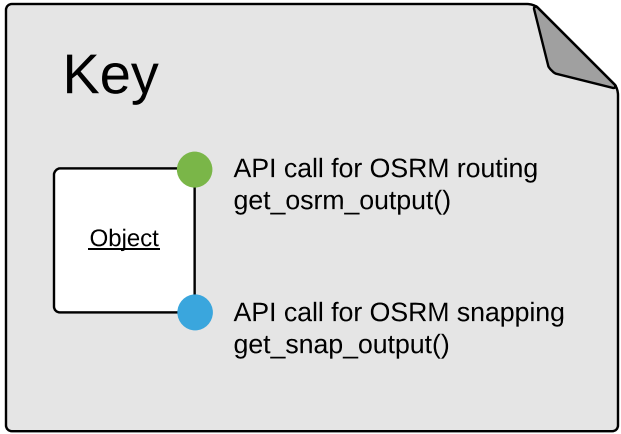 Key
API call for OSRM routing
get_osrm_output()
Object
API call for OSRM snapping
get_snap_output()